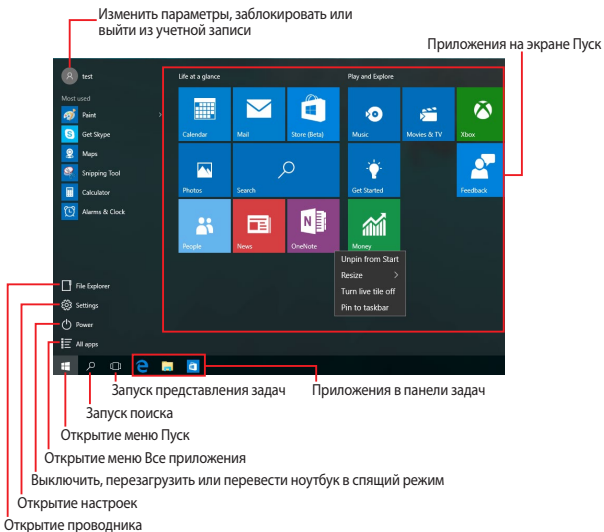 Изменить параметры, заблокировать или
выйти из учетной записи
Приложения на экране Пуск
test
Life at a glance
Play and Explore
Most used
Paint
Get Skype
Maps
Snipping Tool
Calculator
Alarms & Clock
Calendar
Mail
Store (Beta)
Music
Movies & TV
Xbox
Photos
Search
Get Started
Feedback
People
News
OneNote
Money
Unpin from Start
Resize
Turn live tile off
Pin to taskbar
File Explorer
Settings
Power
All apps
Запуск представления задач
Приложения в панели задач
Запуск поиска
Открытие меню Пуск
Открытие меню Все приложения
Выключить, перезагрузить или перевести ноутбук в спящий режим
Открытие настроек
Открытие проводника